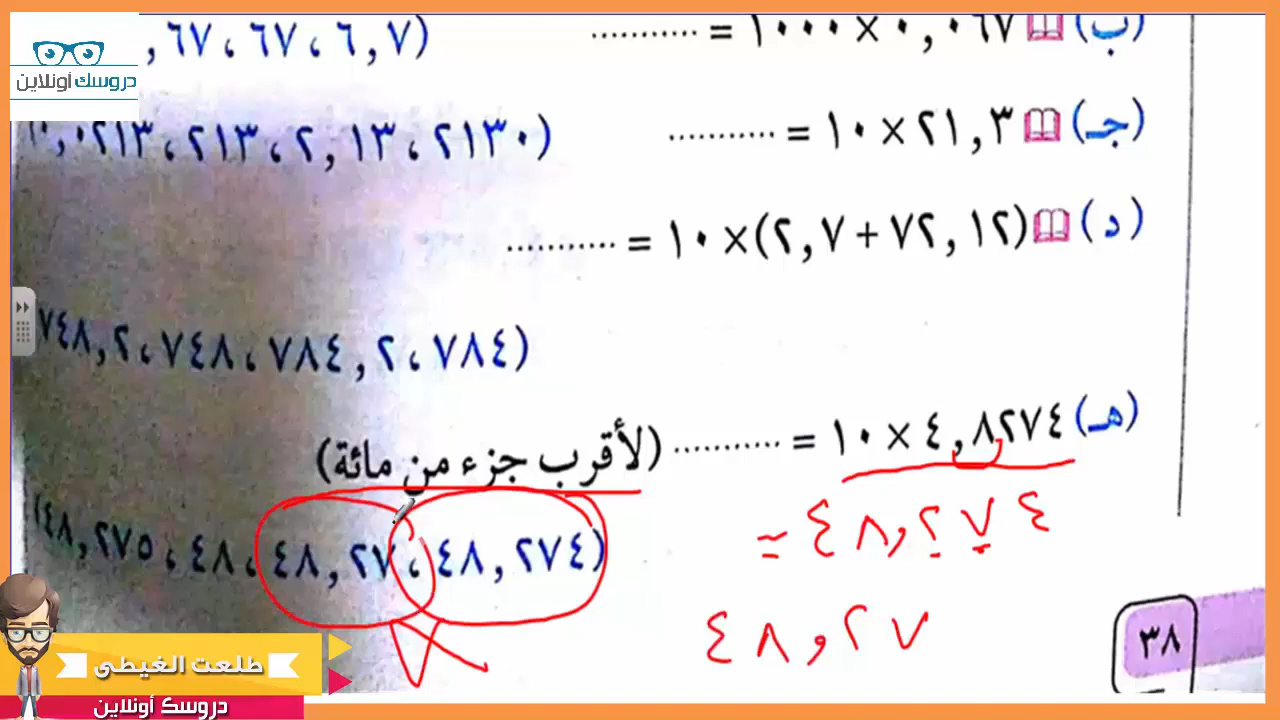 دروسك أونلاين
(ب) ٠,٠٦٧ × ١٠٠٠ = ...........
(٦,٧ ، ٦٧ ، ٦٧,
(جـ) ٢١,٣ × ١٠ = ...........
(٢١٣٠ ، ٢,١٣ ، ٢١٣ ، ٠,٠٢١٣
(د) (٧٢,١٢ + ٢,٧) × ١٠ = ...........
(٧٨٤ ، ٧٨٤,٢ ، ٧٤٨ ، ٧٤٨,٢
(هـ) ٤,٨٢٧٤ × ١٠ = ........... (لأقرب جزء من مائة)
= ٤٨,٢٧٤
(٤٨,٢٧٤ ، ٤٨,٢٧ ، ٤٨ ، ٤٨,٢٧٥)
٤٨,٢٧
٣٨
طلعت الغيطى
دروسك أونلاين